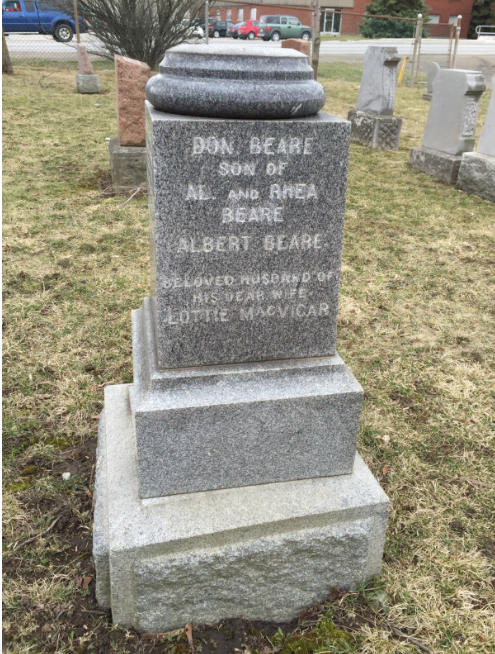 DON BEARE
SON OF
AL. AND RHEA
BEARE
ALBERT BEARE.
BELOVED HUSBAND OF
HIS DEAR WIFE
LOTTIE MACVICAR